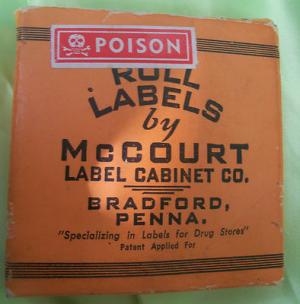 POISON
ROLL
LABELS
by
McCOURT
LABEL CABINET CO.
BRADFORD,
PENNA.
"Specializing in Labels for Drug Stores"
Patent Applied For